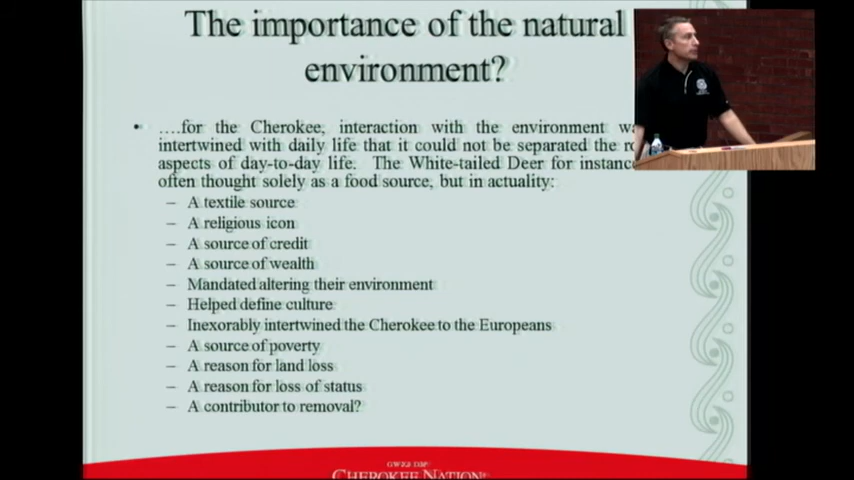 The importance of the natural
environment?
• ….for the Cherokee, interaction with the environment
intertwined with daily life that it could not be separated the
aspects of day-to-day life. The White-tailed Deer for instance
often thought solely as a food source, but in actuality:
– A textile source
– A religious icon
– A source of credit
– A source of wealth
– Mandated altering their environment
– Helped define culture
– Inexorably intertwined the Cherokee to the Europeans
– A source of poverty
– A reason for land loss
– A reason for loss of status
– A contributor to removal?
CHEROKEE NATION